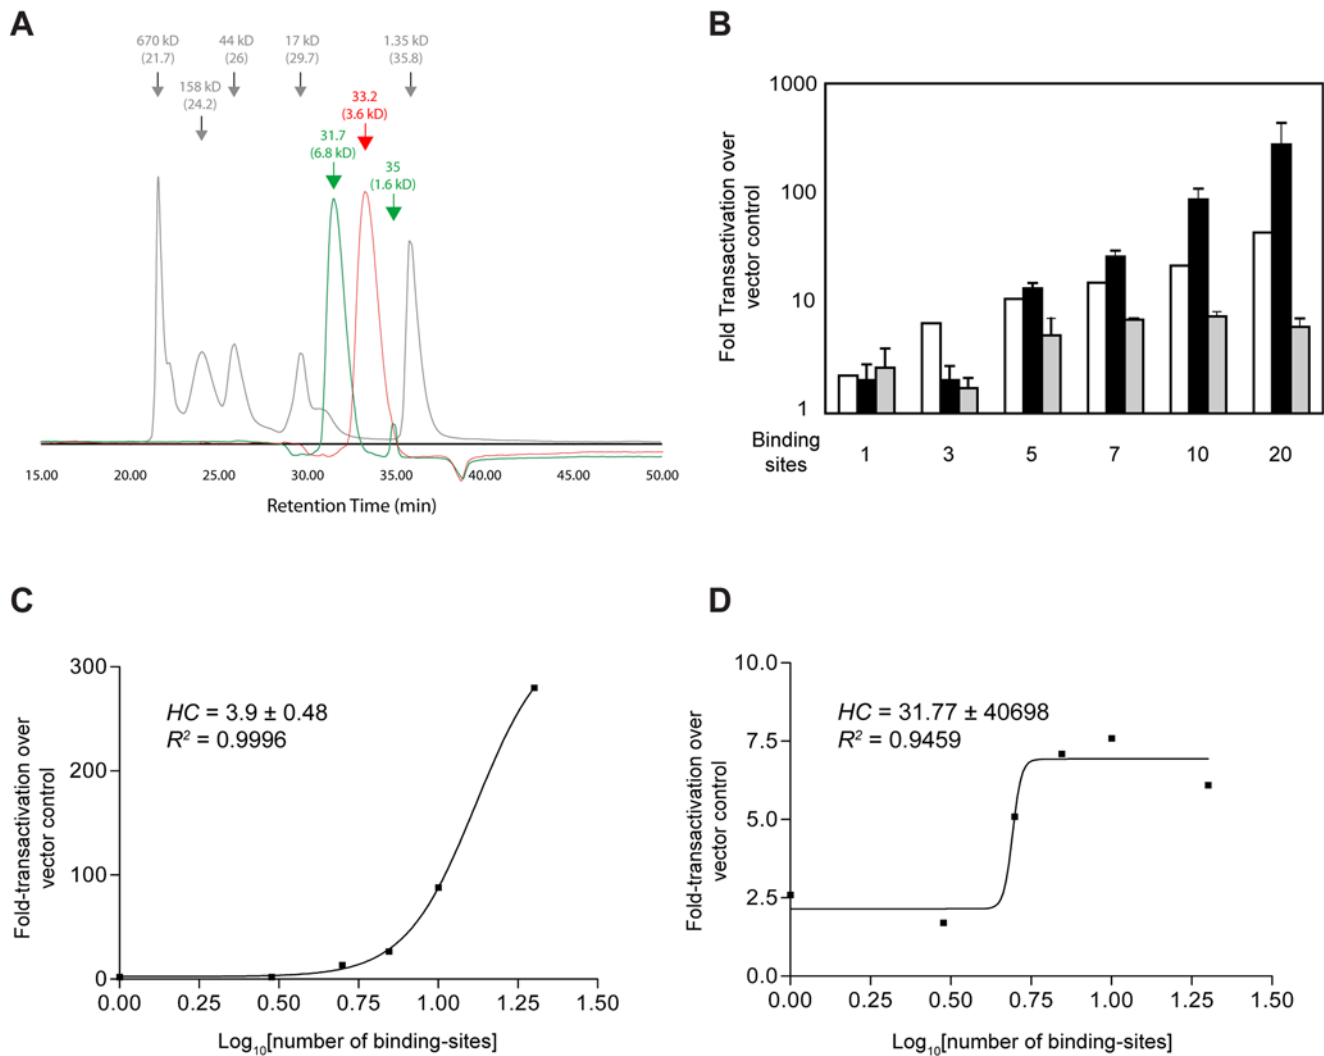 A
670 kD
(21.7)
158 kD
(24.2)
44 kD
(26)
17 kD
(29.7)
1.35 kD
(35.8)
31.7
(6.8 kD)
33.2
(3.6 kD)
35
(1.6 kD)
15.00 20.00 25.00 30.00 35.00 40.00 45.00 50.00
Retention Time (min)
B
Fold Transactivation over
vector control
1000
100
10
1
Binding
sites
1 3 5 7 10 20
C
Fold-transactivation over
vector control
300
200
100
0
HC = 3.9 ± 0.48
R² = 0.9996
0.00 0.25 0.50 0.75 1.00 1.25 1.50
Log₁₀[number of binding-sites]
D
Fold-transactivation over
vector control
10.0
7.5
5.0
2.5
0.0
HC = 31.77 ± 40698
R² = 0.9459
0.00 0.25 0.50 0.75 1.00 1.25 1.50
Log₁₀[number of binding-sites]